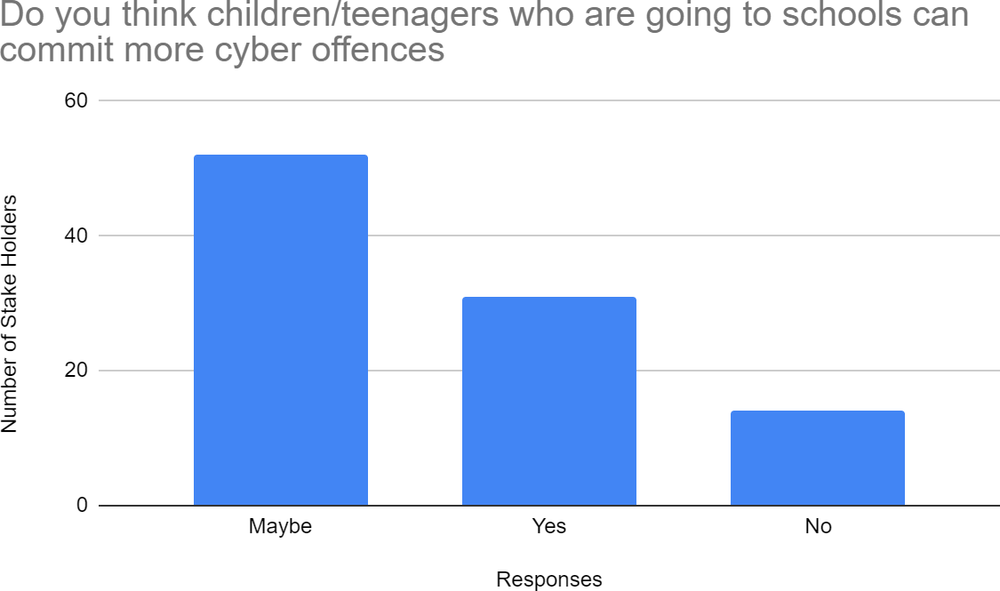 Do you think children/teenagers who are going to schools can
commit more cyber offences
60
40
20
0
Number of Stake Holders
Maybe
Yes
No
Responses